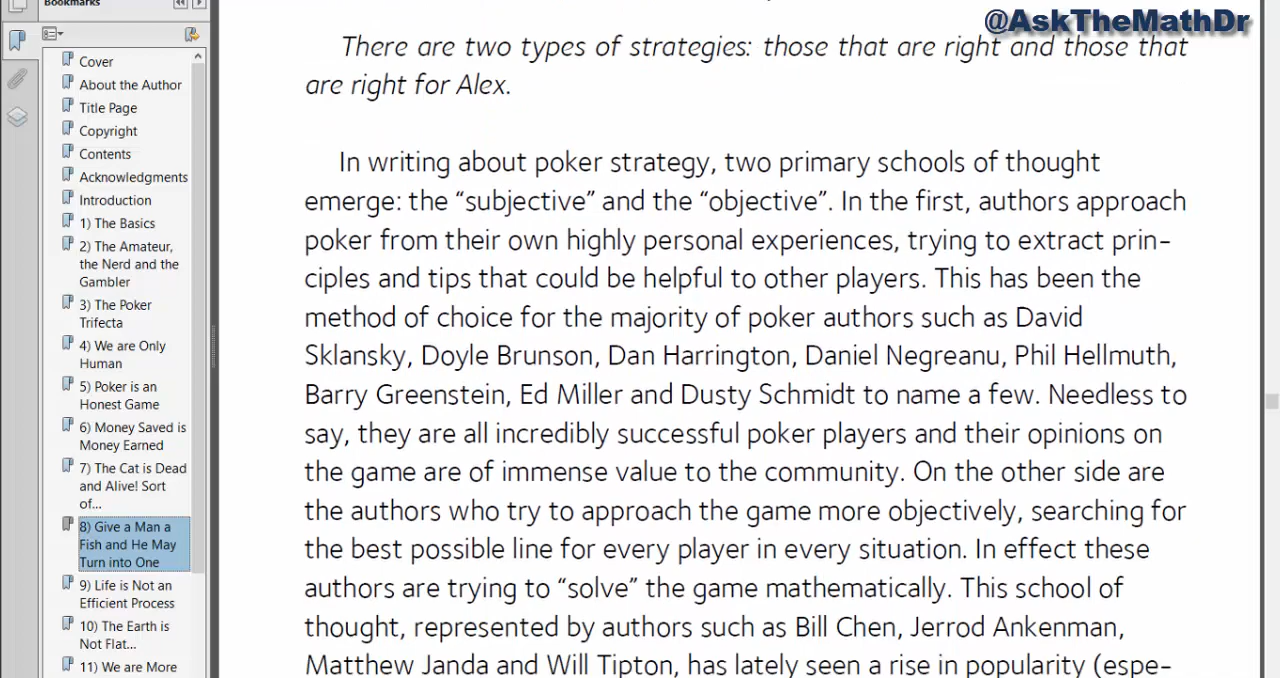 Bookmarks
@AskTheMathDr
Cover
About the Author
Title Page
Copyright
Contents
Acknowledgments
Introduction
1) The Basics
2) The Amateur,
the Nerd and the
Gambler
3) The Poker
Trifecta
4) We are Only
Human
5) Poker is an
Honest Game
6) Money Saved is
Money Earned
7) The Cat is Dead
and Alive! Sort
of...
8) Give a Man a
Fish and He May
Turn into One
9) Life is Not an
Efficient Process
10) The Earth is
Not Flat...
11) We are More
There are two types of strategies: those that are right and those that
are right for Alex.
In writing about poker strategy, two primary schools of thought
emerge: the “subjective” and the “objective”. In the first, authors approach
poker from their own highly personal experiences, trying to extract prin-
ciples and tips that could be helpful to other players. This has been the
method of choice for the majority of poker authors such as David
Sklansky, Doyle Brunson, Dan Harrington, Daniel Negreanu, Phil Hellmuth,
Barry Greenstein, Ed Miller and Dusty Schmidt to name a few. Needless to
say, they are all incredibly successful poker players and their opinions on
the game are of immense value to the community. On the other side are
the authors who try to approach the game more objectively, searching for
the best possible line for every player in every situation. In effect these
authors are trying to “solve” the game mathematically. This school of
thought, represented by authors such as Bill Chen, Jerrod Ankenman,
Matthew Janda and Will Tipton, has lately seen a rise in popularity (espe-